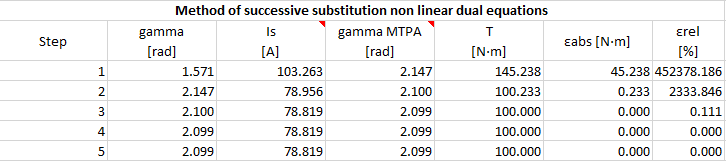 Method of successive substitution non linear dual equations
Step gamma [rad] Is [A] gamma MTPA [rad] T [N·m] εabs [N·m] εrel [%]
1 1.571 103.263 2.147 145.238 45.238 452378.186
2 2.147 78.956 2.100 100.233 0.233 2333.846
3 2.100 78.819 2.099 100.000 0.000 0.111
4 2.099 78.819 2.099 100.000 0.000 0.000
5 2.099 78.819 2.099 100.000 0.000 0.000